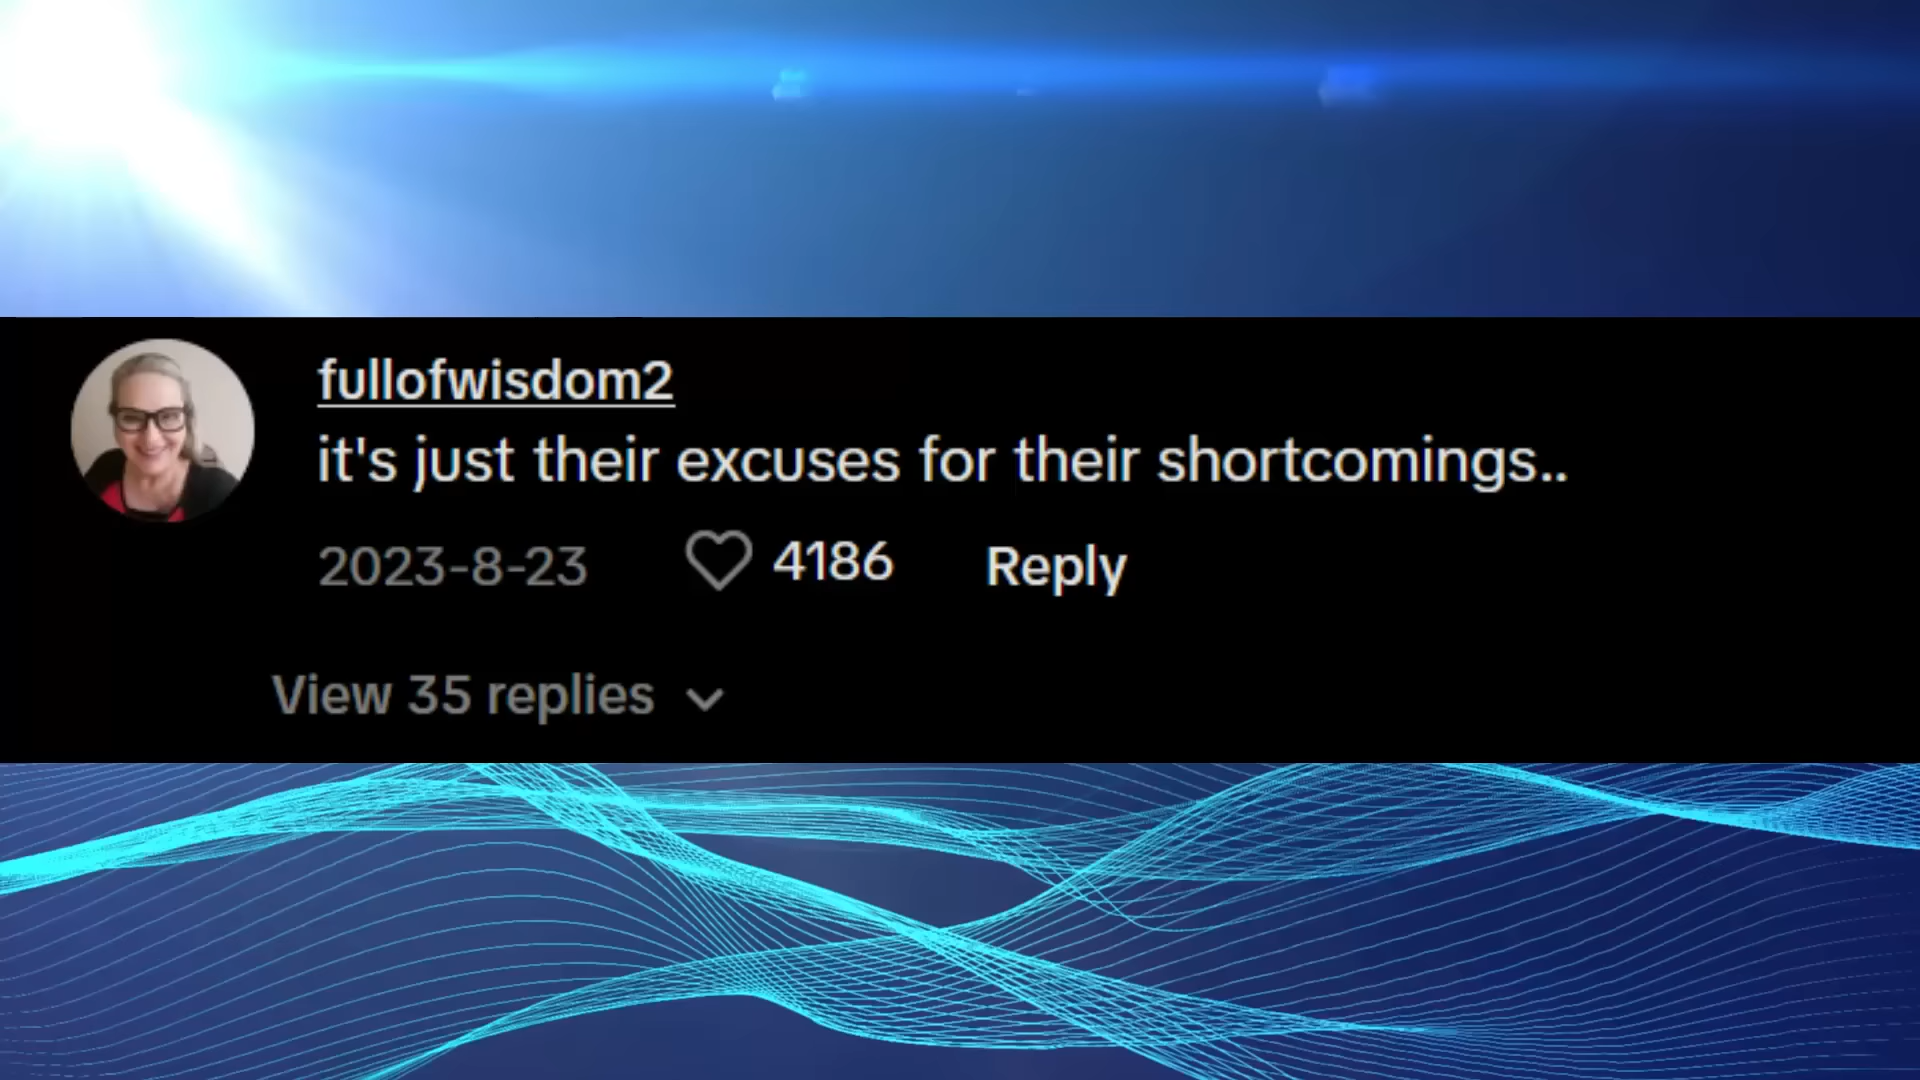 fullofwisdom2
it's just their excuses for their shortcomings..
2023-8-23 4186 Reply
View 35 replies